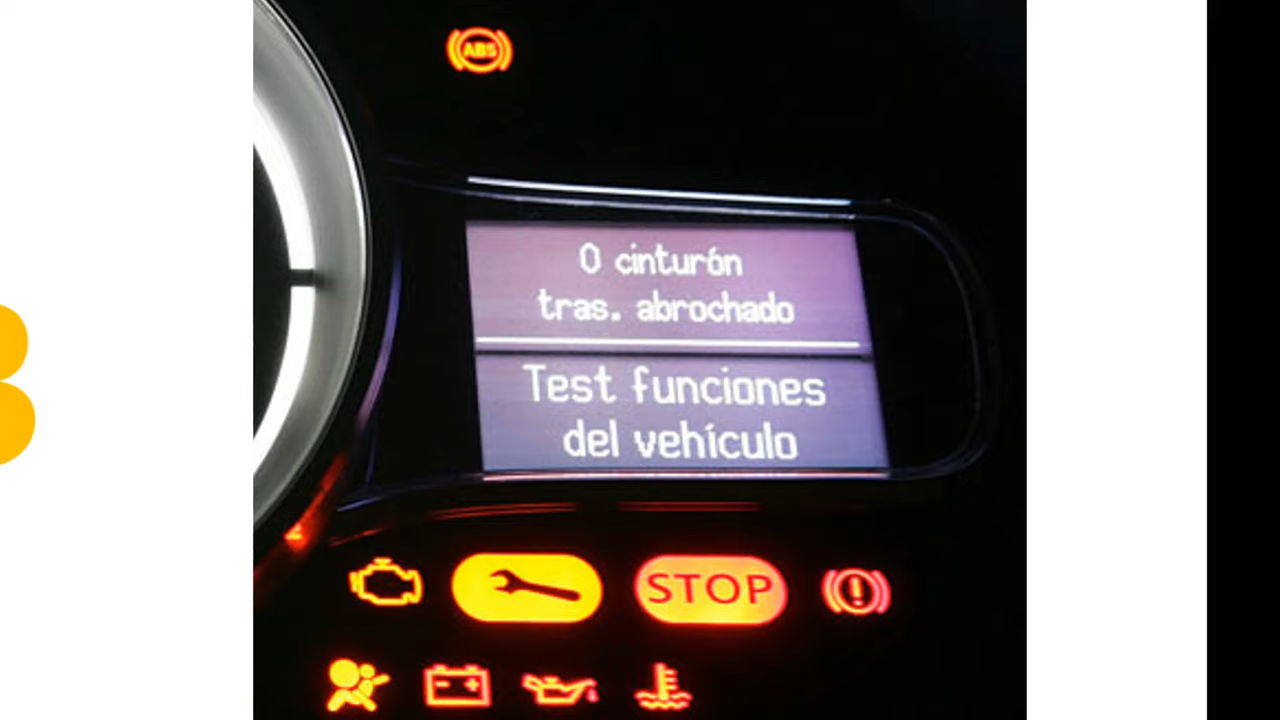 ABS
0 cinturón
tras. abrochado
Test funciones
del vehículo
STOP